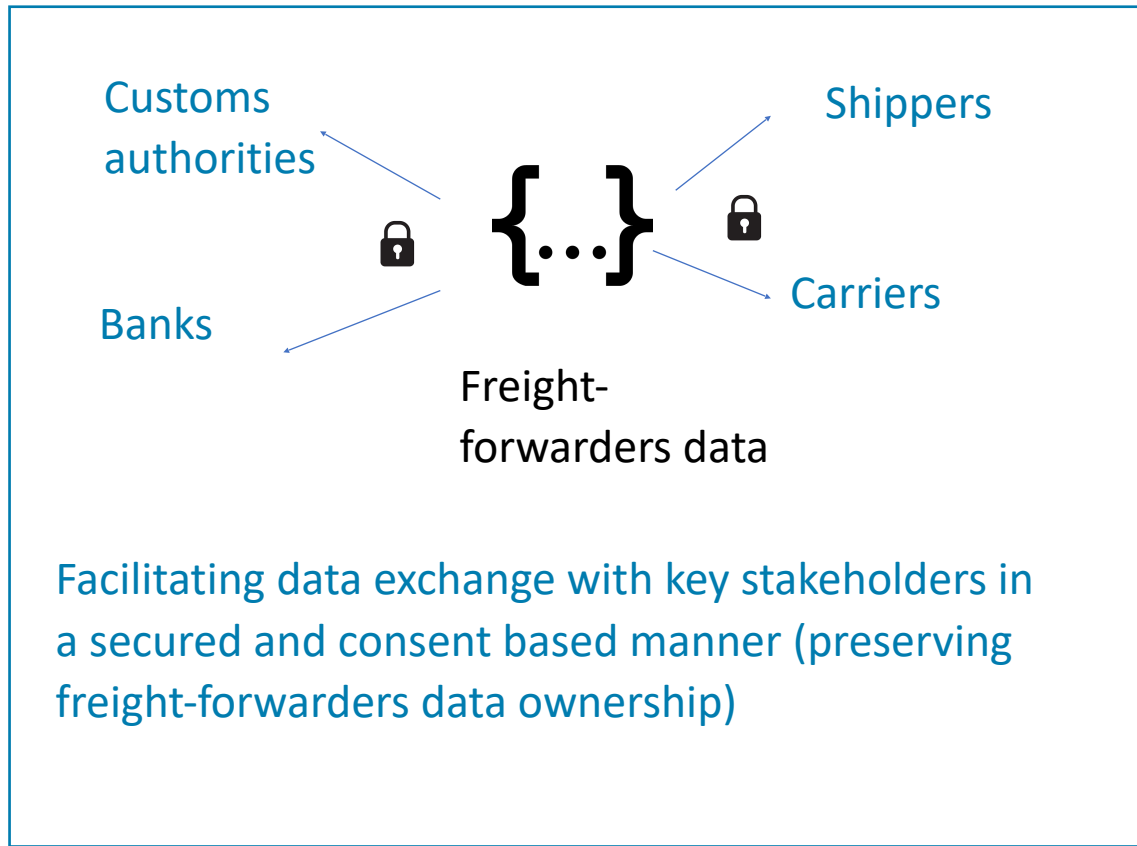 Customs
authorities
Shippers
{...}
Banks
Carriers
Freight-
forwarders data
Facilitating data exchange with key stakeholders in
a secured and consent based manner (preserving
freight-forwarders data ownership)